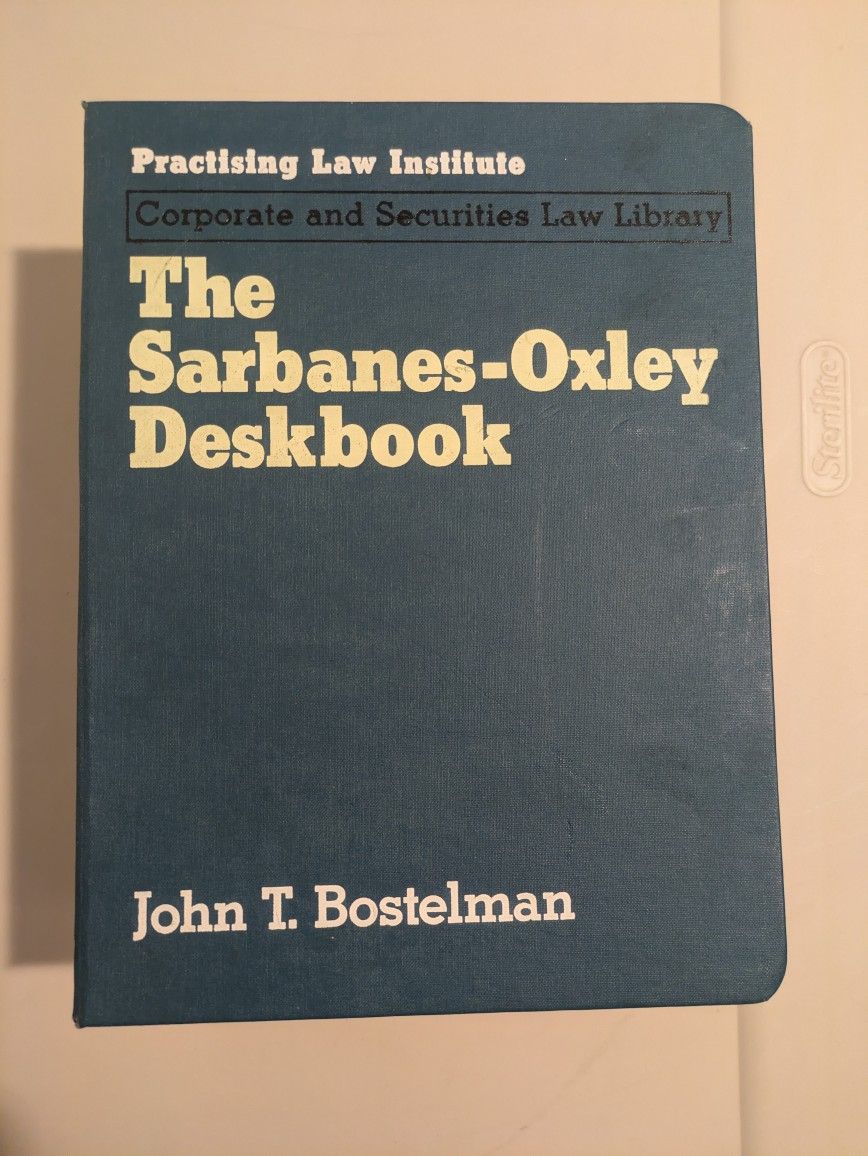 Practising Law Institute
Corporate and Securities Law Library
The
Sarbanes-Oxley
Deskbook
John T. Bostelman
Sterilite